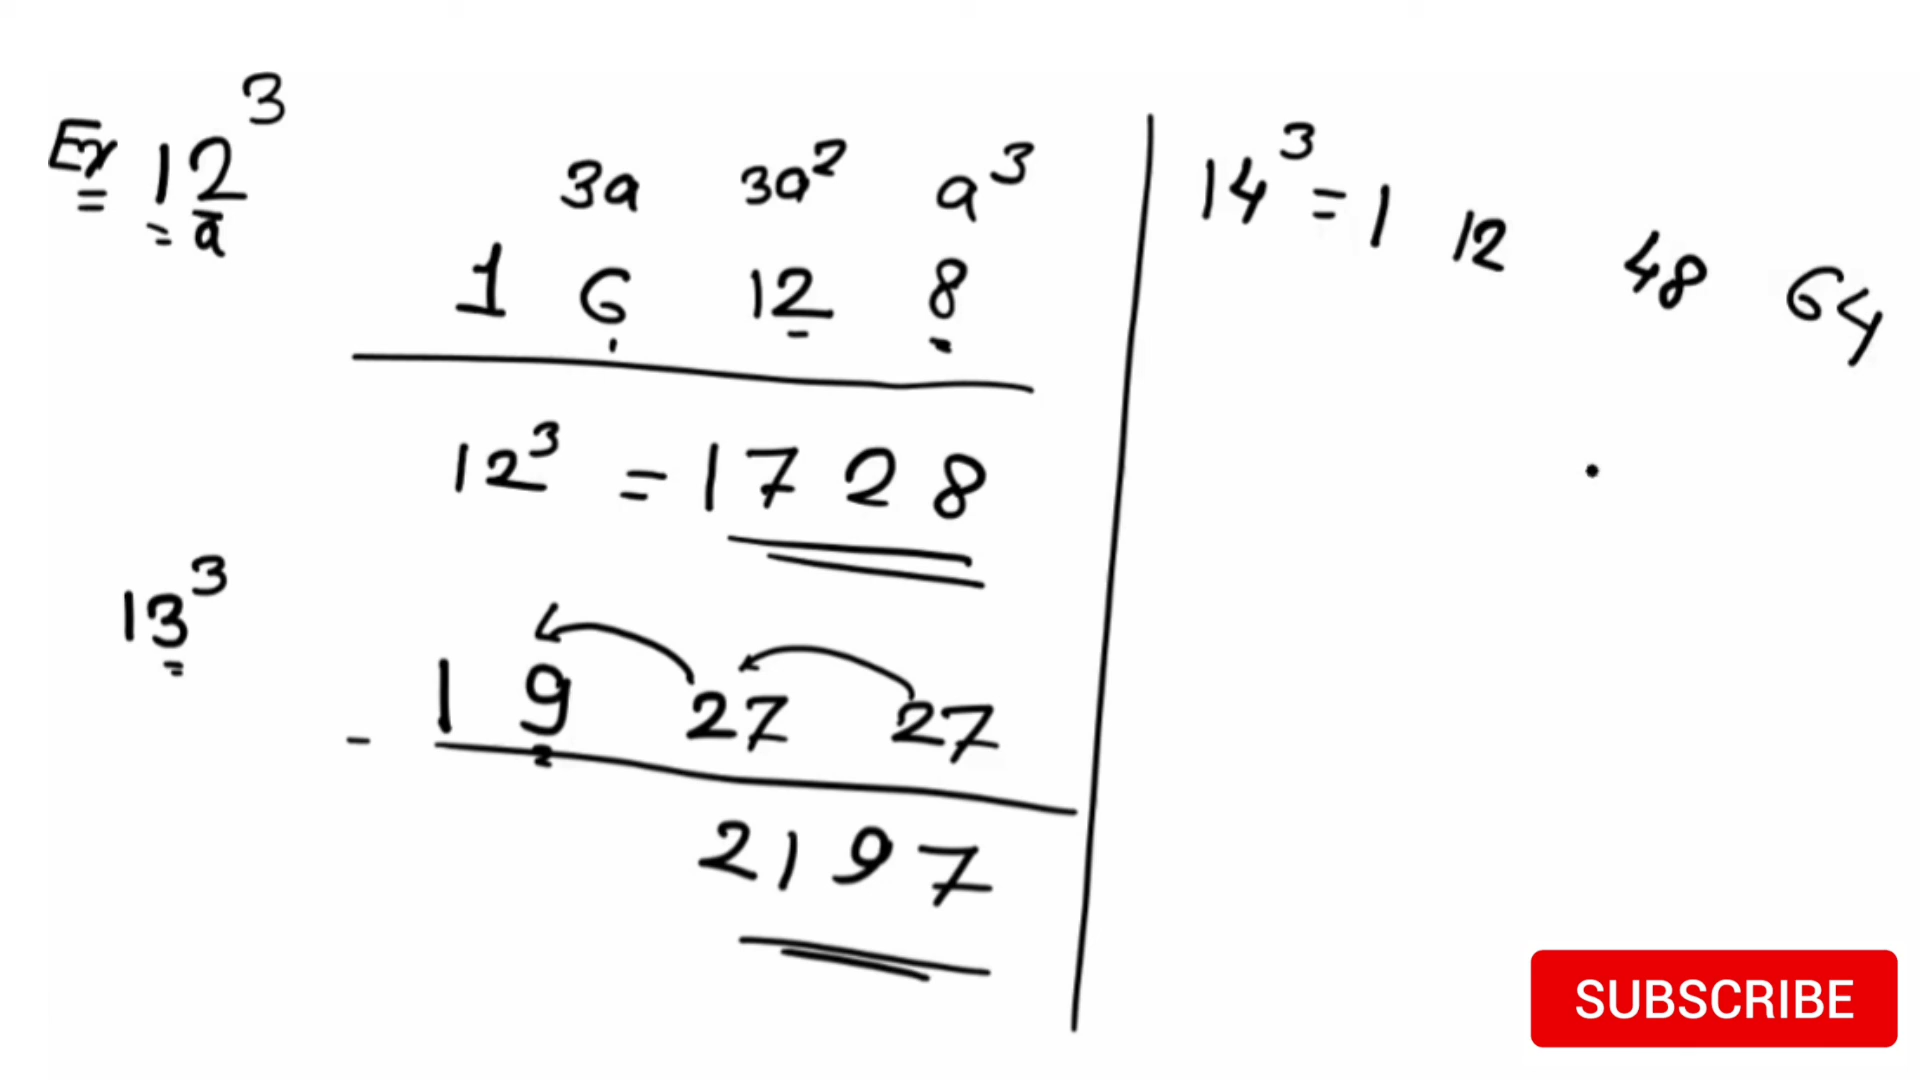 Ex 12³
a
3a 3a² a³
1 6 12 8
12³ = 1728
13³
1 9 27 27
2197
14³ = 1 12 48 64
SUBSCRIBE